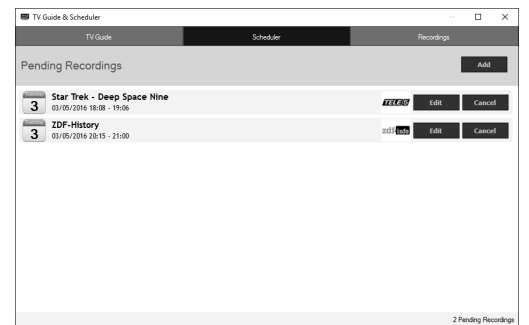 TV Guide & Scheduler
TV Guide Scheduler Recordings
Pending Recordings Add
3 Star Trek - Deep Space Nine
03/05/2016 18:08 - 19:06 TELE 5 Edit Cancel
3 ZDF-History
03/05/2016 20:15 - 21:00 zdf.info Edit Cancel
2 Pending Recordings